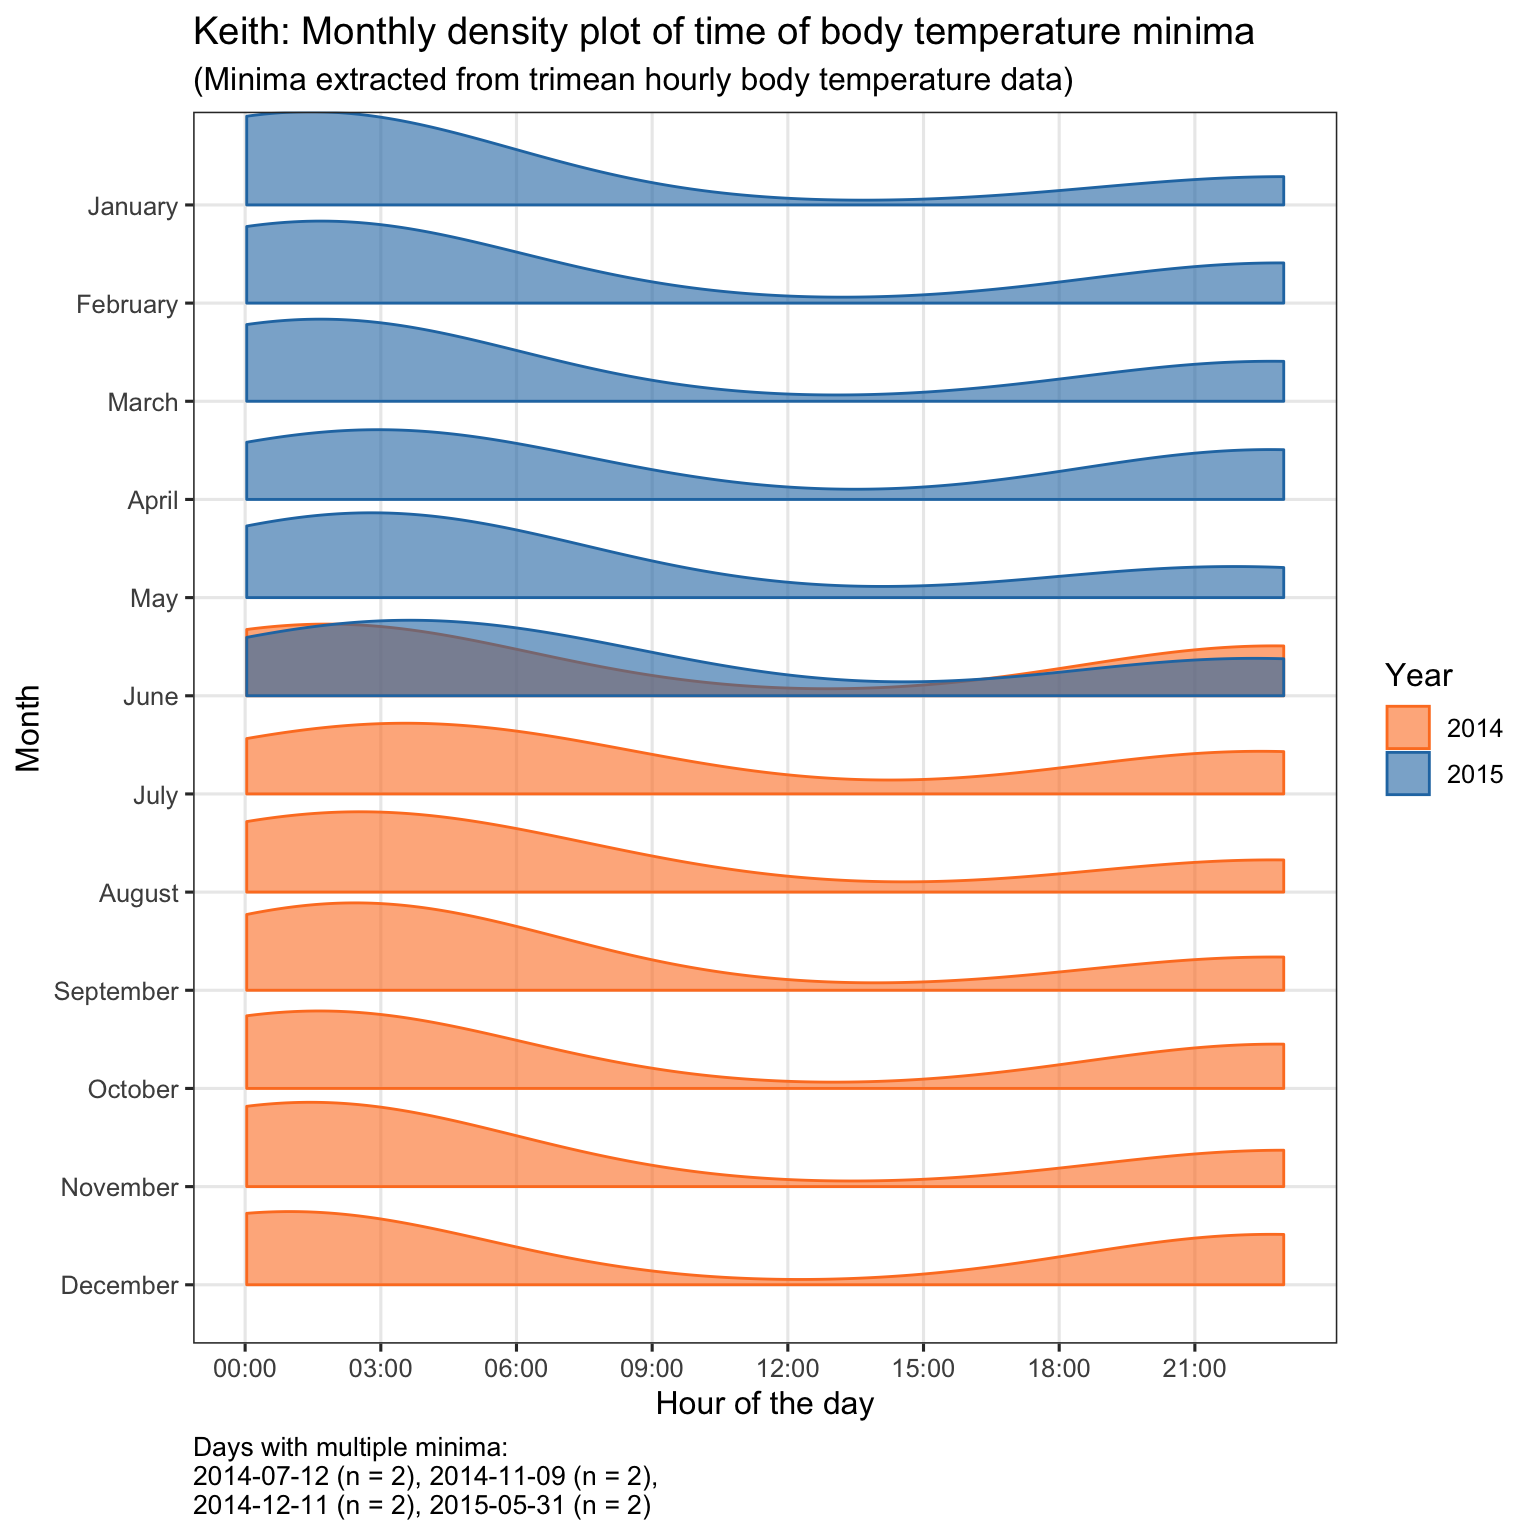 Keith: Monthly density plot of time of body temperature minima
(Minima extracted from trimean hourly body temperature data)
January
February
March
April
May
June
July
August
September
October
November
December
Month
00:00 03:00 06:00 09:00 12:00 15:00 18:00 21:00
Hour of the day
Year
2014
2015
Days with multiple minima:
2014-07-12 (n = 2), 2014-11-09 (n = 2),
2014-12-11 (n = 2), 2015-05-31 (n = 2)